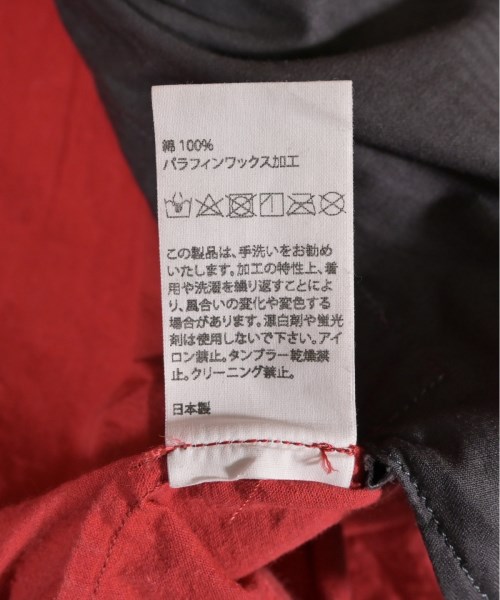 綿 100%
パラフィンワックス加工
この製品は、手洗いをお勧め
いたします。加工の特性上、着
用や洗濯を繰り返すことによ
り、風合いの変化や変色する
場合があります。漂白剤や蛍光
剤は使用しないで下さい。アイ
ロン禁止。タンブラー乾燥禁
止。クリーニング禁止。
日本製